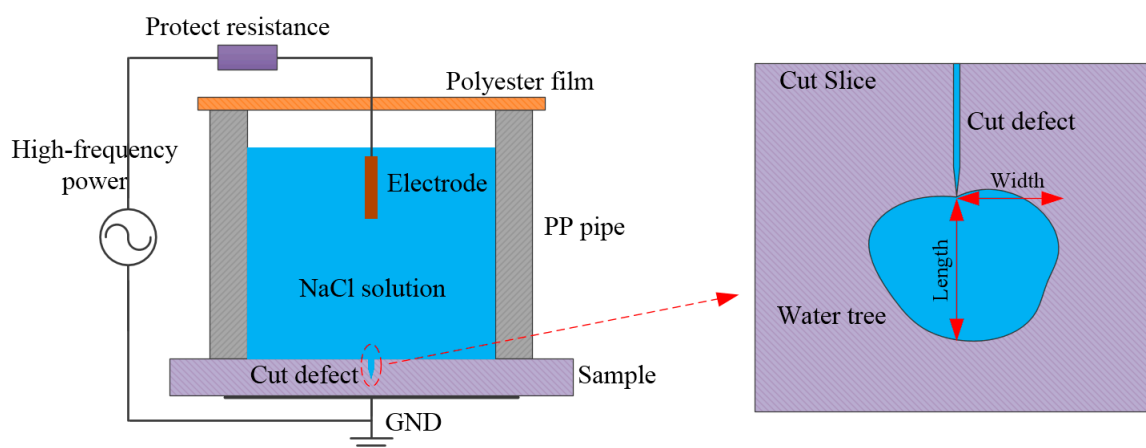 Protect resistance
Polyester film
High-frequency
power
Electrode
PP pipe
NaCl solution
Cut defect
Sample
GND
Cut Slice
Cut defect
Width
Length
Water tree